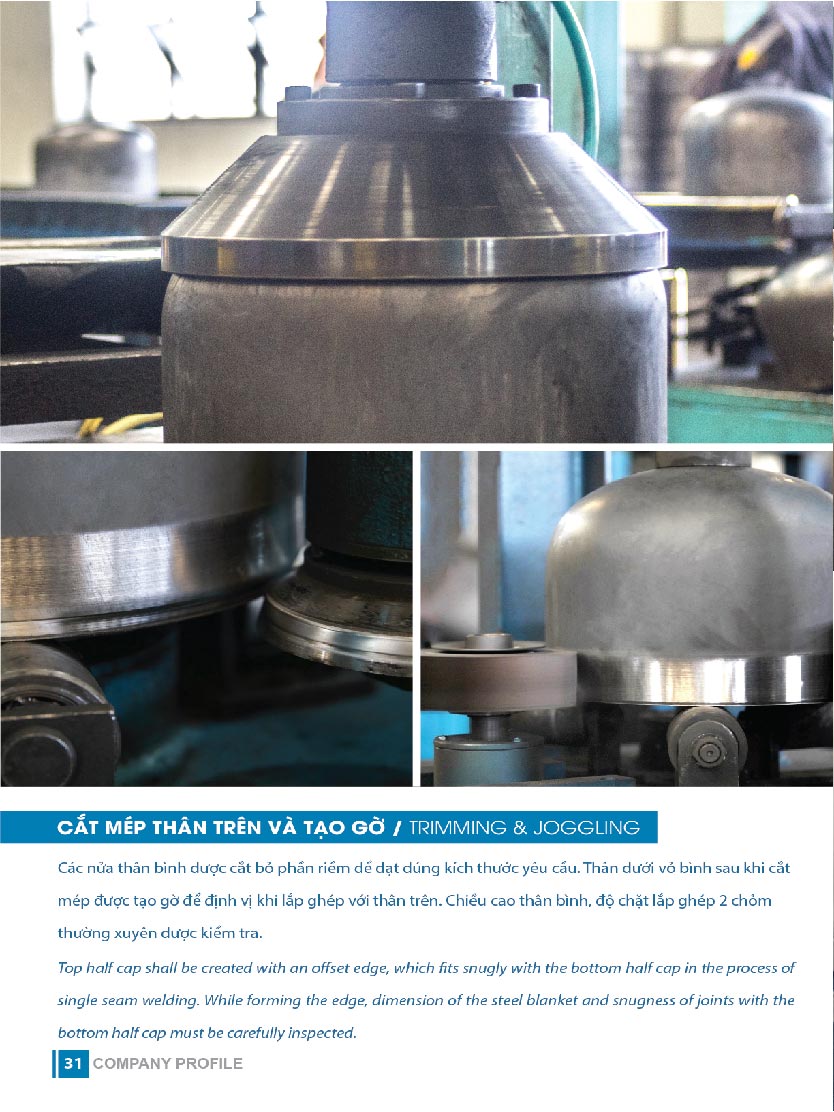 CẮT MÉP THÂN TRÊN VÀ TẠO GỜ / TRIMMING & JOGGLING
Các nửa thân bình được cắt bỏ phần riềm để đạt đúng kích thước yêu cầu. Thân dưới vỏ bình sau khi cắt
mép được tạo gờ để định vị khi lắp ghép với thân trên. Chiều cao thân bình, độ chặt lắp ghép 2 chỏm
thường xuyên được kiểm tra.
Top half cap shall be created with an offset edge, which fits snugly with the bottom half cap in the process of
single seam welding. While forming the edge, dimension of the steel blanket and snugness of joints with the
bottom half cap must be carefully inspected.
31 COMPANY PROFILE